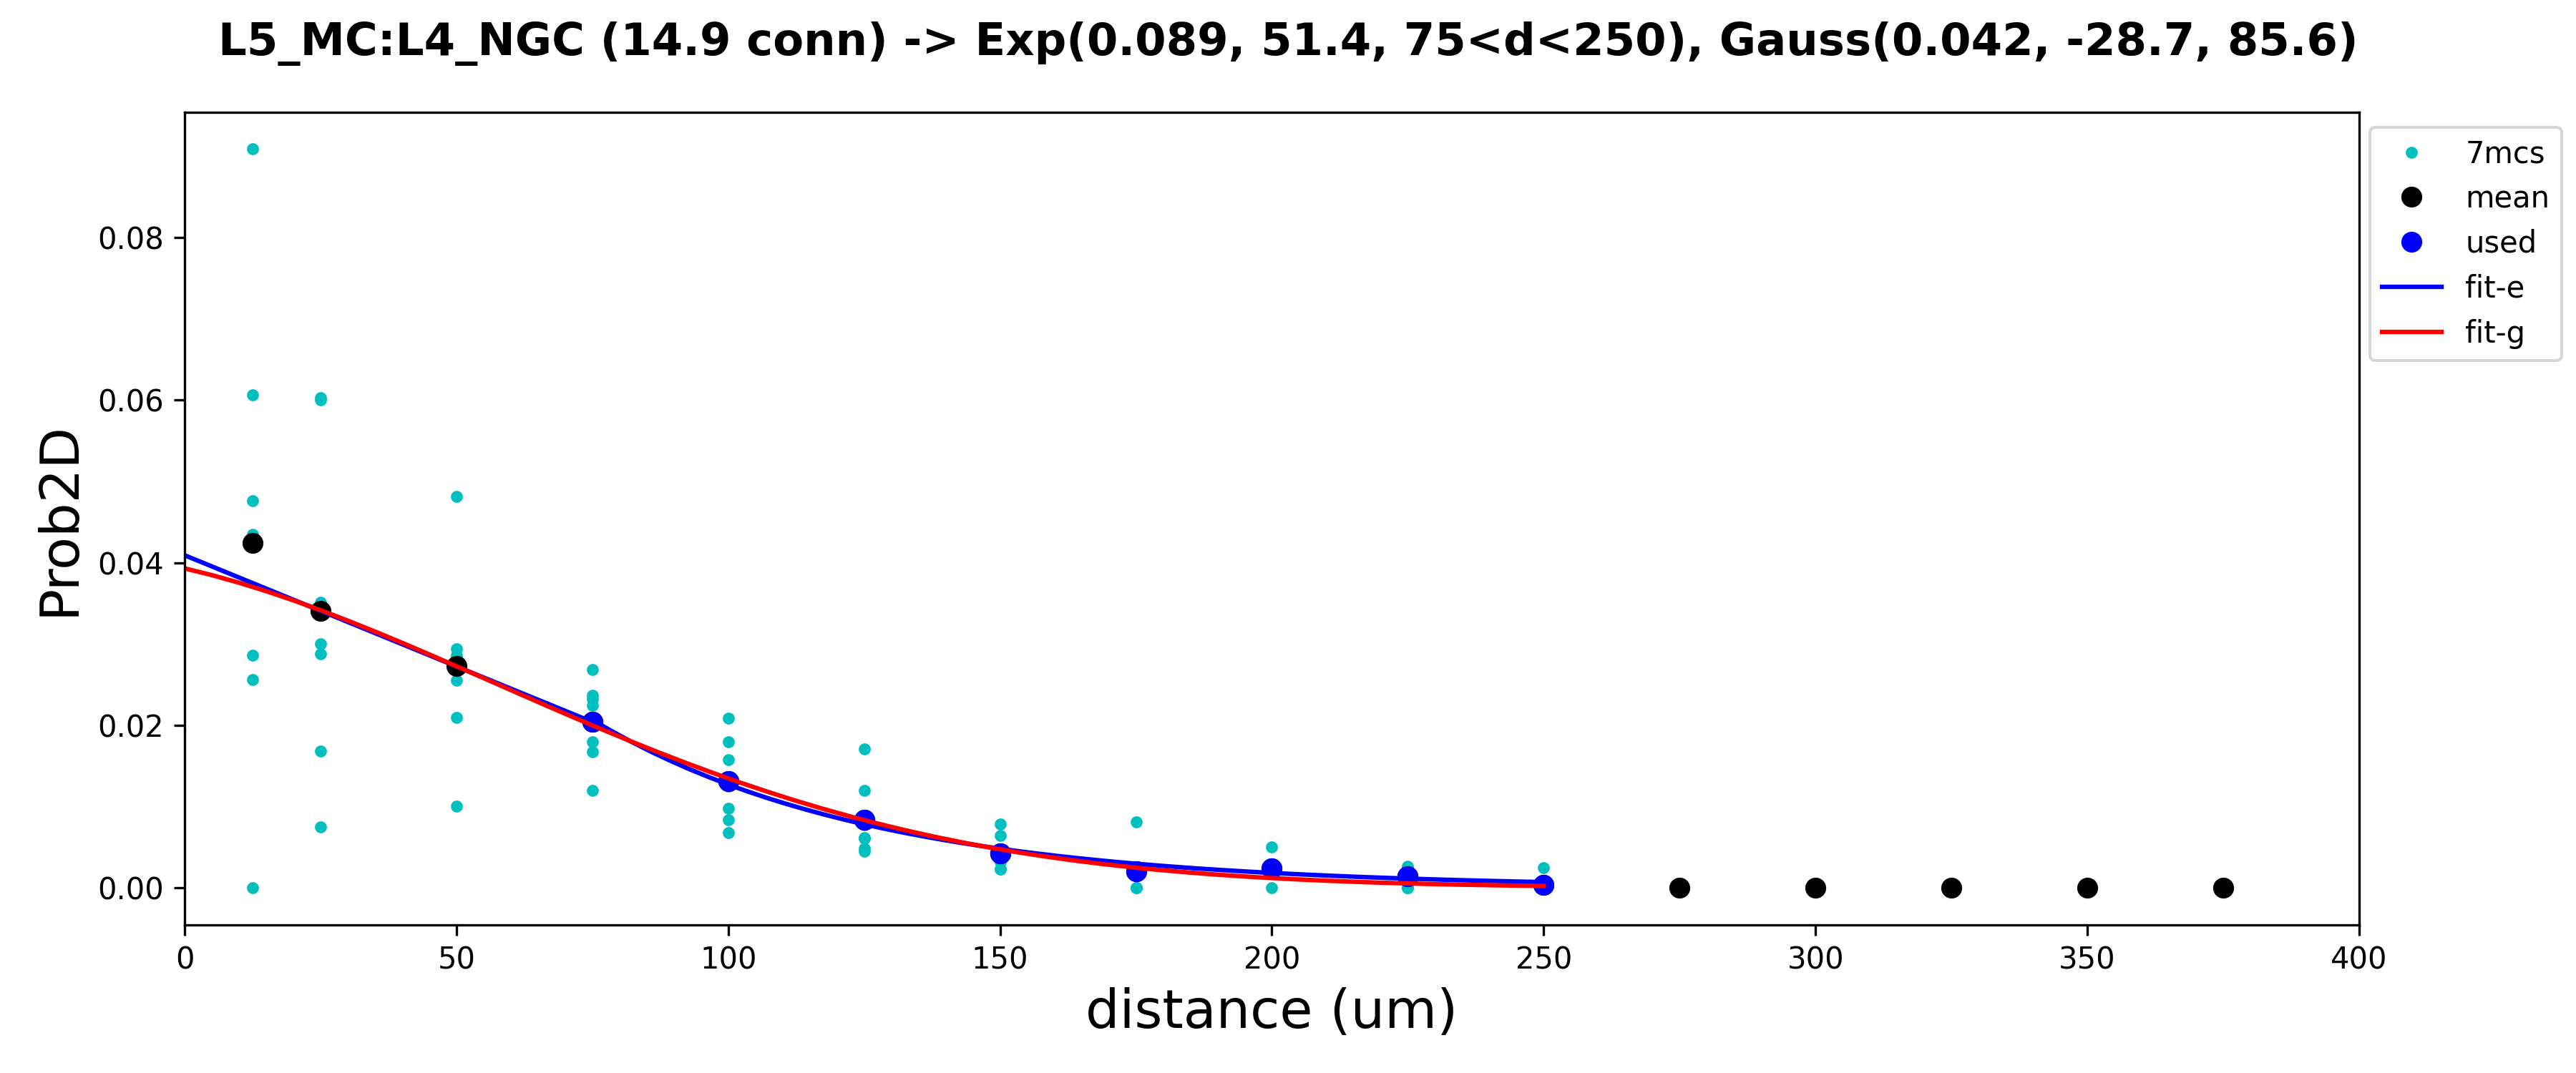 L5_MC:L4_NGC (14.9 conn) -> Exp(0.089, 51.4, 75<d<250), Gauss(0.042, -28.7, 85.6)
7mcs
mean
used
fit-e
fit-g
Prob2D
0.08
0.06
0.04
0.02
0.00
0 50 100 150 200 250 300 350 400
distance (um)